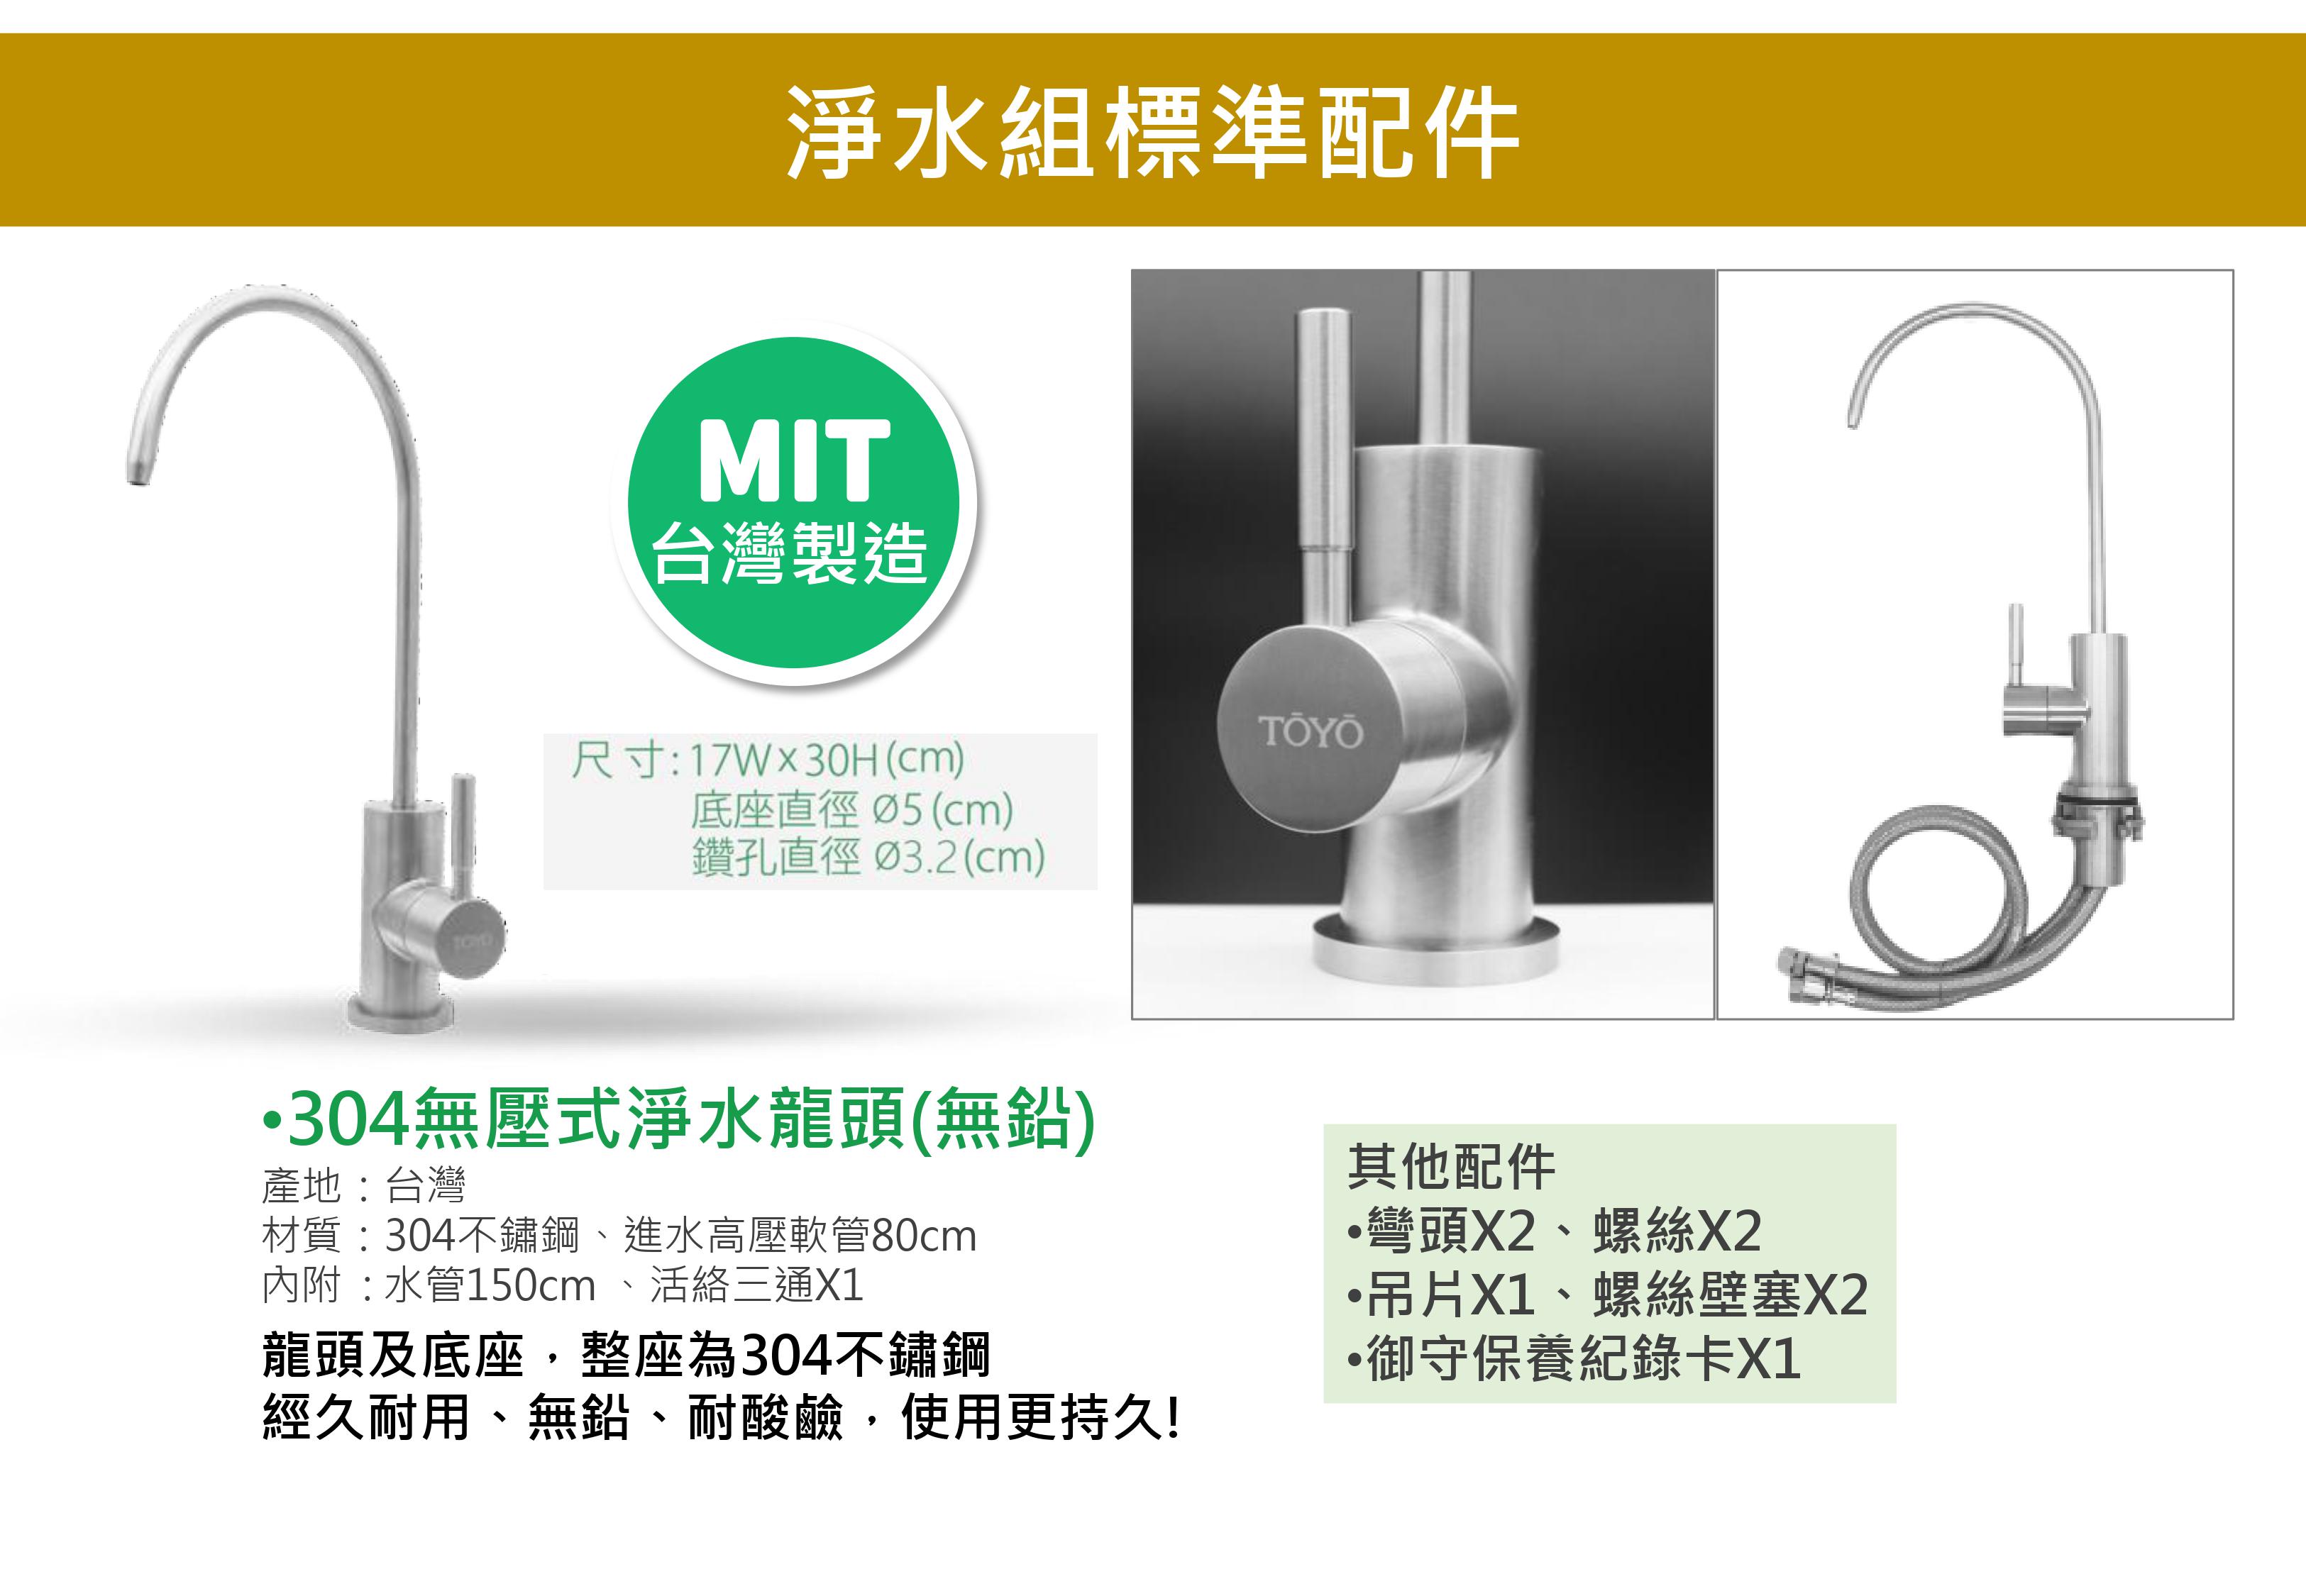 淨水組標準配件
MIT
台灣製造
尺寸:17Wx30H(cm)
底座直徑 Ø5(cm)
鑽孔直徑 Ø3.2(cm)
TOYO
TŌYŌ
•304無壓式淨水龍頭(無鉛)
產地：台灣
材質：304不鏽鋼、進水高壓軟管80cm
內附：水管150cm、活絡三通X1
龍頭及底座，整座為304不鏽鋼
經久耐用、無鉛、耐酸鹼，使用更持久!
其他配件
•彎頭X2、螺絲X2
•吊片X1、螺絲壁塞X2
•御守保養紀錄卡X1